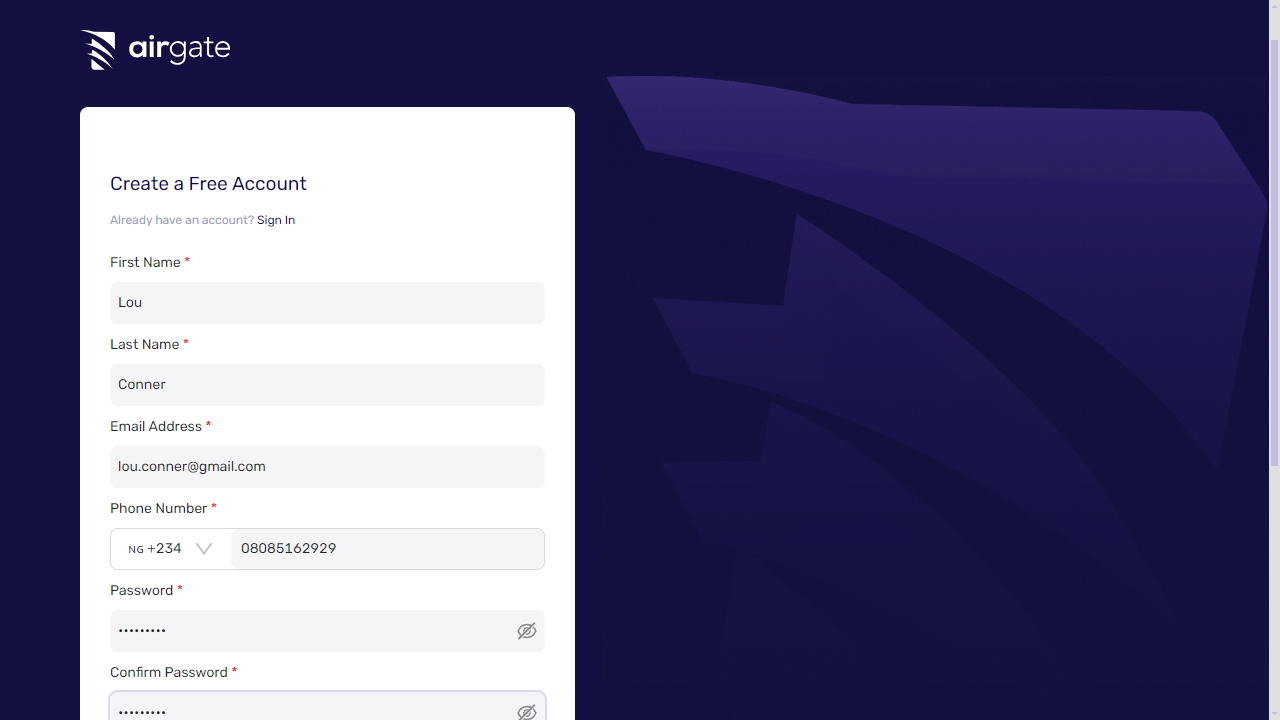 airgate
Create a Free Account
Already have an account? Sign In
First Name *
Lou
Last Name *
Conner
Email Address *
lou.conner@gmail.com
Phone Number *
NG +234 08085162929
Password *
•••••••••
Confirm Password *
•••••••••